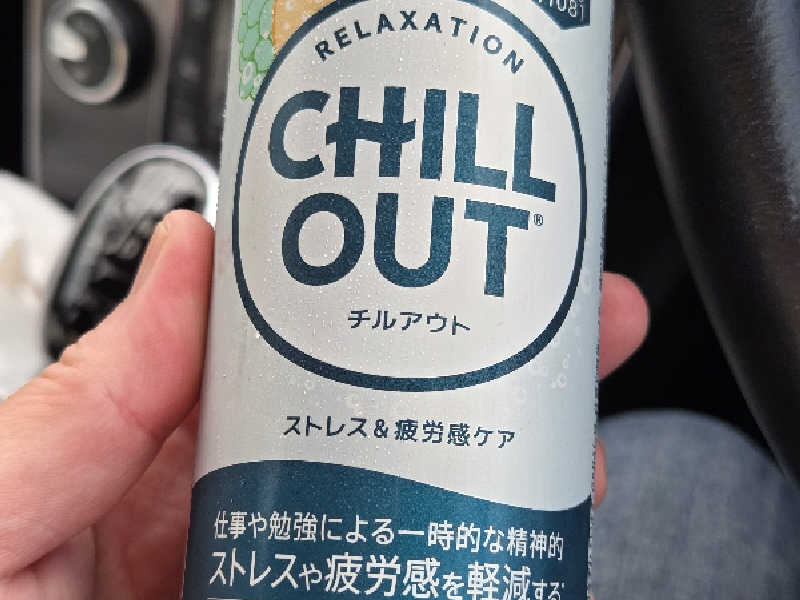 RELAXATION
CHILL
OUT®
チルアウト
ストレス&疲労感ケア
仕事や勉強による一時的な精神的
ストレスや疲労感を軽減する